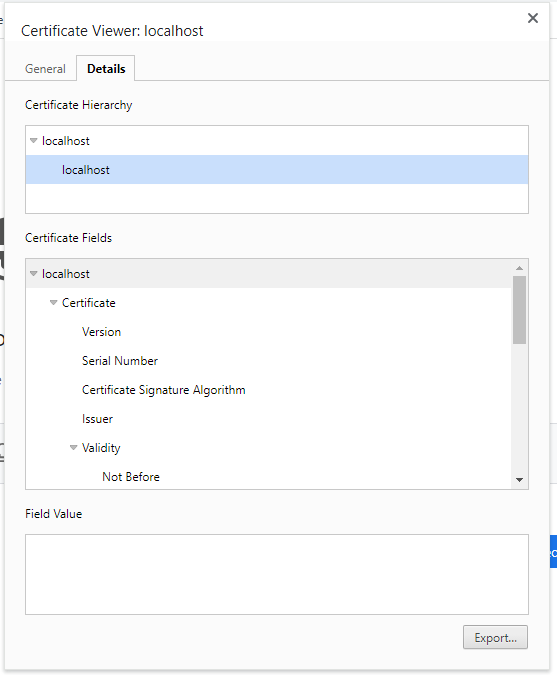 Certificate Viewer: localhost
General
Details
Certificate Hierarchy
localhost
localhost
Certificate Fields
localhost
Certificate
Version
Serial Number
Certificate Signature Algorithm
Issuer
Validity
Not Before
Field Value
Export...